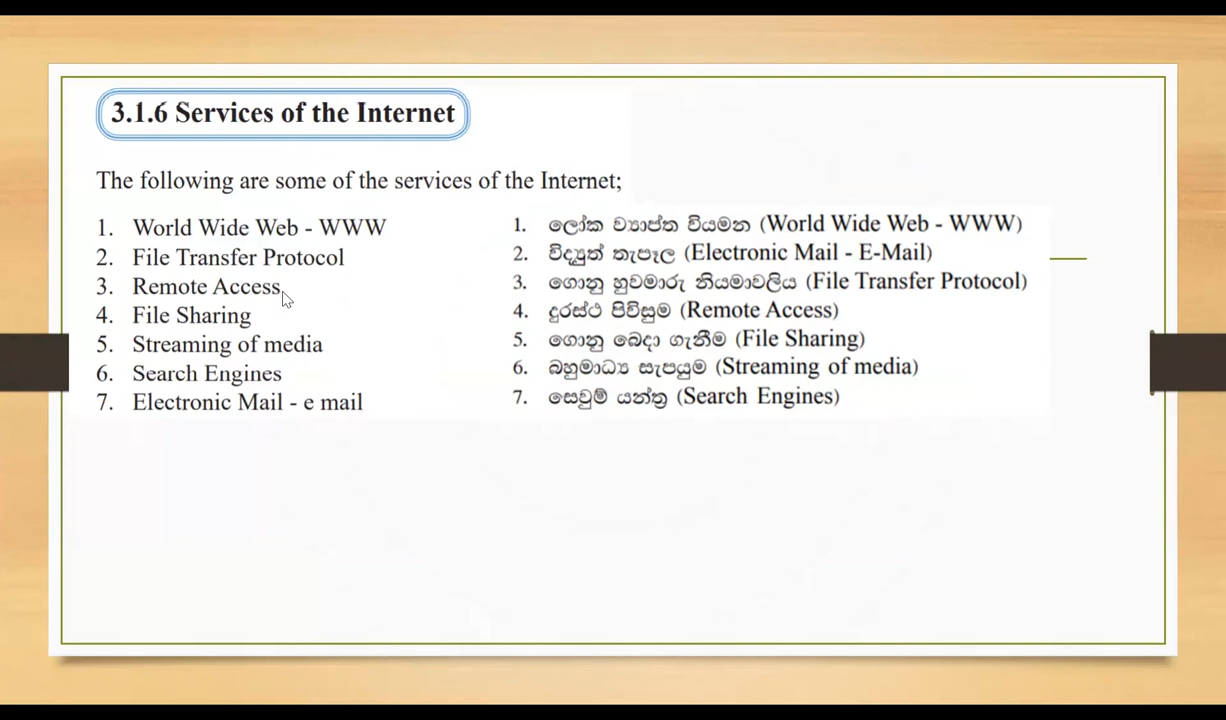 3.1.6 Services of the Internet
The following are some of the services of the Internet;
1. World Wide Web - WWW
2. File Transfer Protocol
3. Remote Access
4. File Sharing
5. Streaming of media
6. Search Engines
7. Electronic Mail - e mail
1. ලෝක ව්‍යාප්ත වියමන (World Wide Web - WWW)
2. විද්‍යුත් තැපෑල (Electronic Mail - E-Mail)
3. ගොනු හුවමාරු නියමාවලිය (File Transfer Protocol)
4. දුරස්ථ පිවිසුම (Remote Access)
5. ගොනු බෙදා ගැනීම (File Sharing)
6. බහුමාධ්‍ය සැපයුම (Streaming of media)
7. සෙවුම් යන්ත්‍ර (Search Engines)